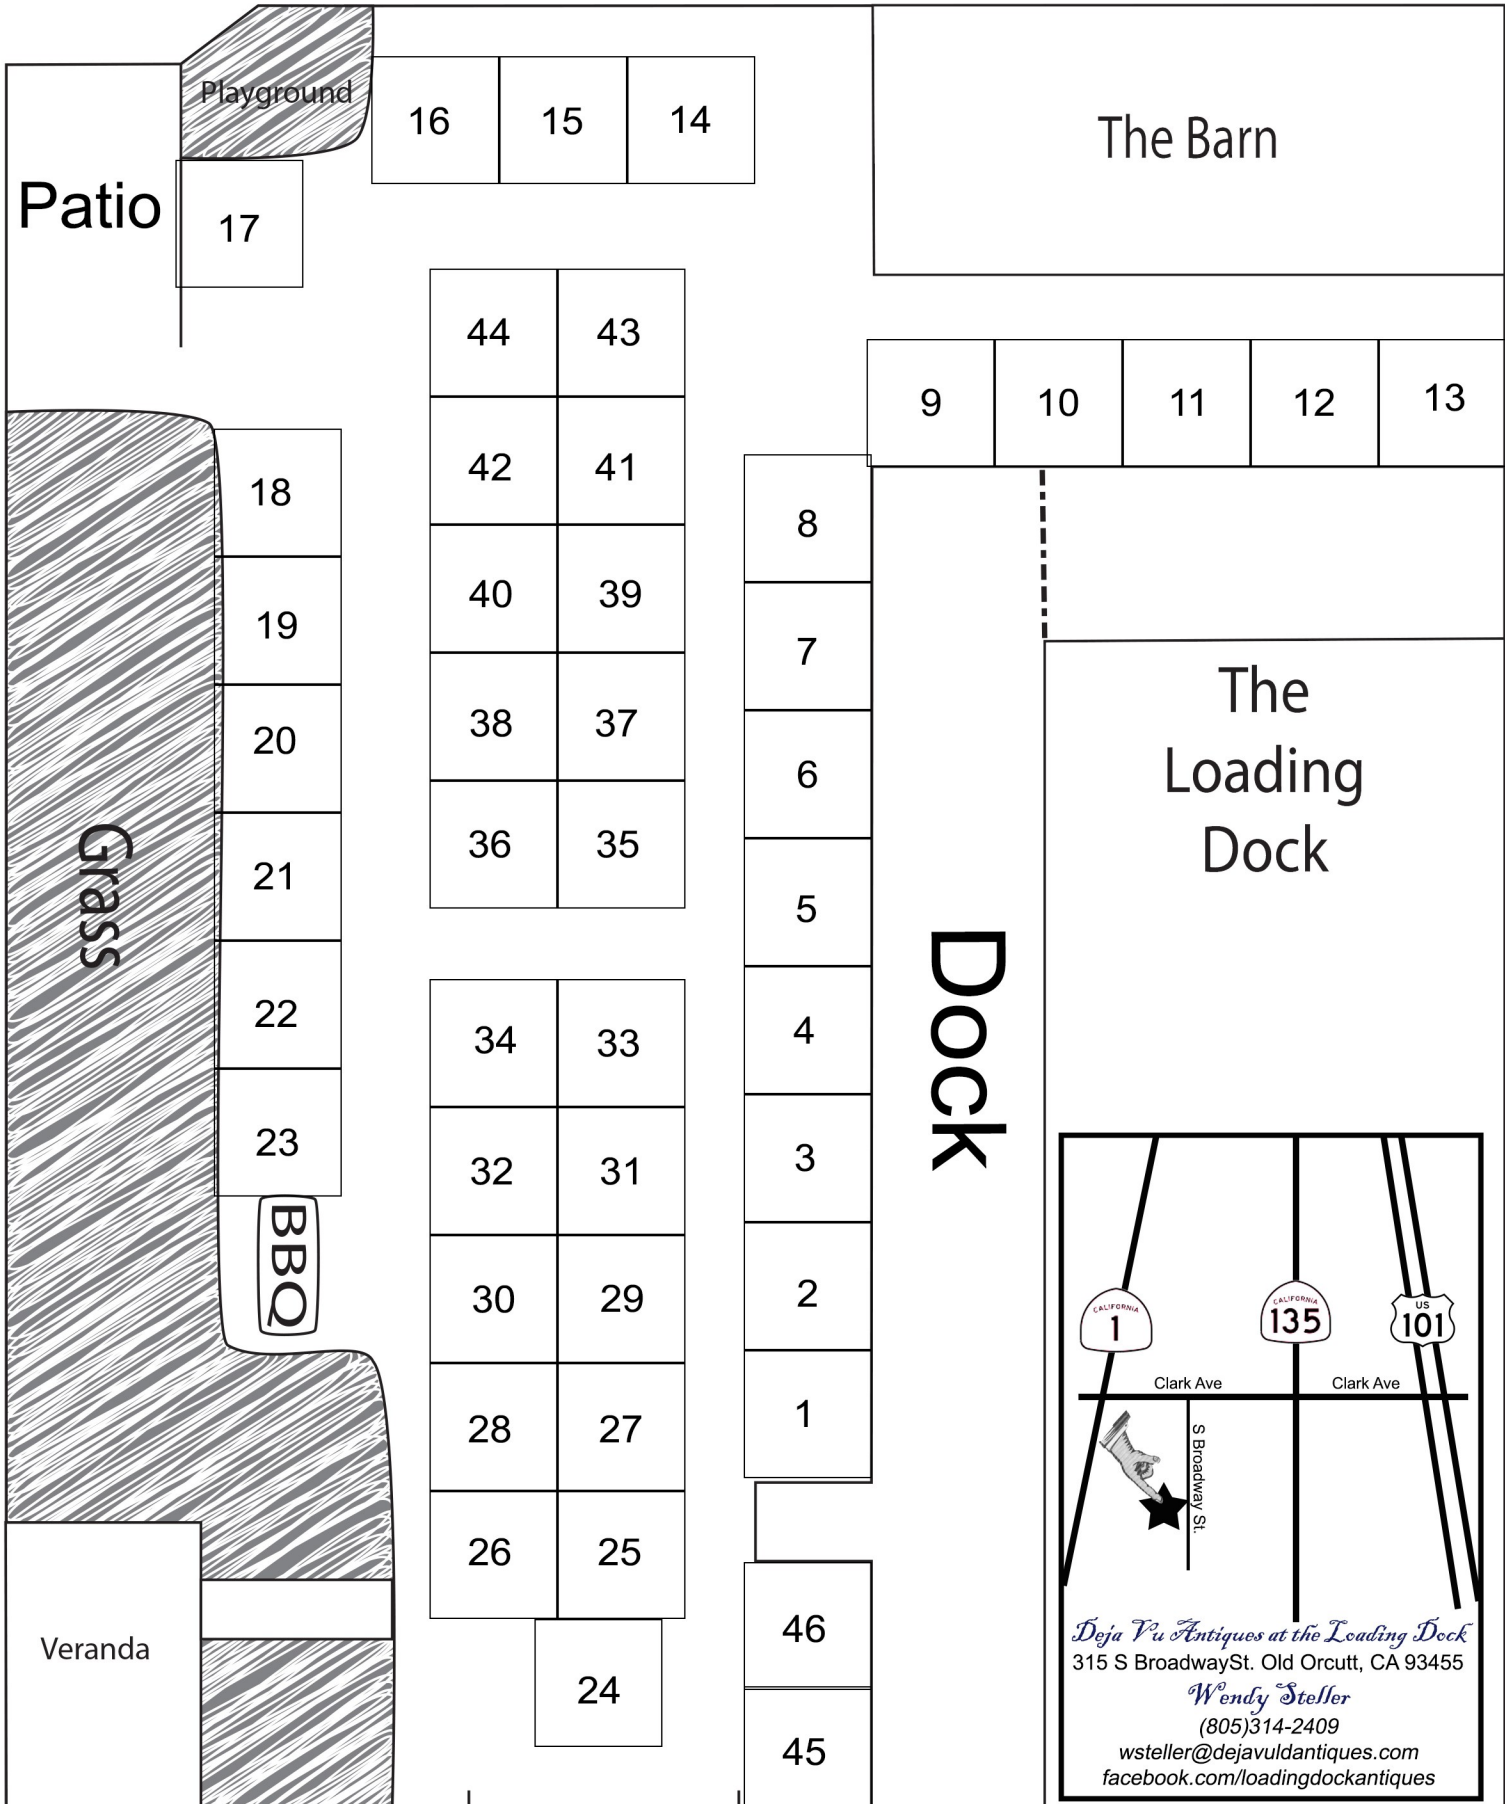 Playground
16
15
14
The Barn
Patio
17
44
43
9
10
11
12
13
42
41
18
8
40
39
19
7
The
Loading
Dock
38
37
20
6
36
35
21
5
Grass
Dock
22
34
33
4
23
32
31
3
BBQ
30
29
2
28
27
1
26
25
46
Veranda
24
45
CALIFORNIA
1
CALIFORNIA
135
US
101
Clark Ave
Clark Ave
S Broadway St.
Deja Vu Antiques at the Loading Dock
315 S BroadwaySt. Old Orcutt, CA 93455
Wendy Steller
(805)314-2409
wsteller@dejavuldantiques.com
facebook.com/loadingdockantiques